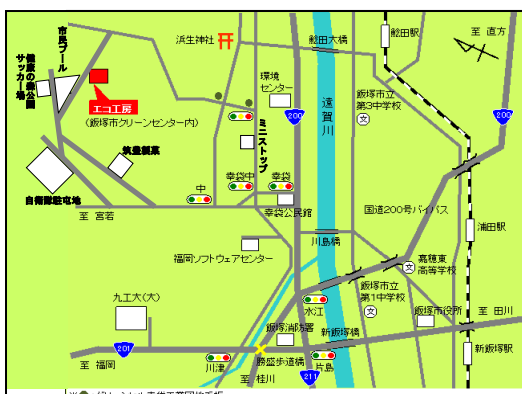 市民プール
健康の森公園
サッカー場
エコ工房
(飯塚市クリーンセンター内)
筑豊製菓
自衛隊駐屯地
至 宮若
浜生神社
環境
センター
ミニストップ
中
幸袋中
幸袋
幸袋公民館
200
遠賀川
鯰田大橋
鯰田駅
至 直方
飯塚市立
第3中学校
文
200
国道200号バイパス
浦田駅
川島橋
福岡ソフトウェアセンター
嘉穂東
高等学校
文
飯塚市立
第1中学校
文
九工大(大)
水江
飯塚市役所
至 田川
飯塚消防署
新飯塚橋
新飯塚駅
201
至 福岡
川津
勝盛歩道橋
片島
至 桂川
211